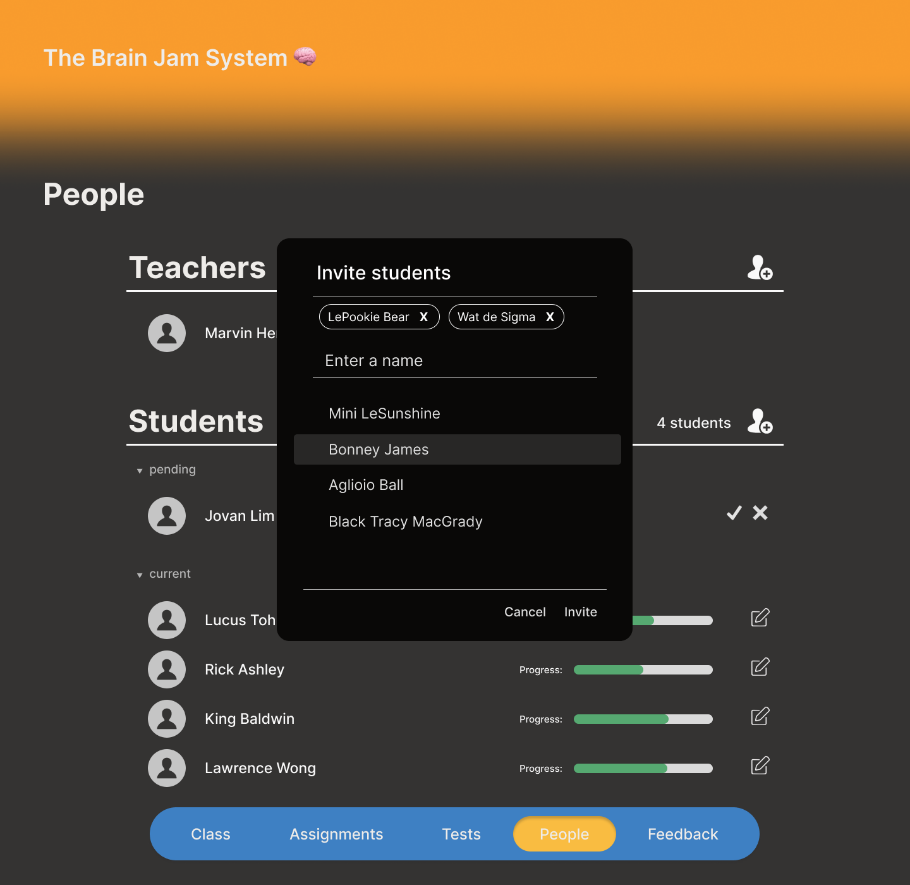 The Brain Jam System 🧠
People
Teachers
Marvin He
Students
4 students
pending
Jovan Lim
current
Lucus Toh
Rick Ashley
Progress:
King Baldwin
Progress:
Lawrence Wong
Progress:
Invite students
LePookie Bear X
Wat de Sigma X
Enter a name
Mini LeSunshine
Bonney James
Aglioio Ball
Black Tracy MacGrady
Cancel
Invite
Class
Assignments
Tests
People
Feedback